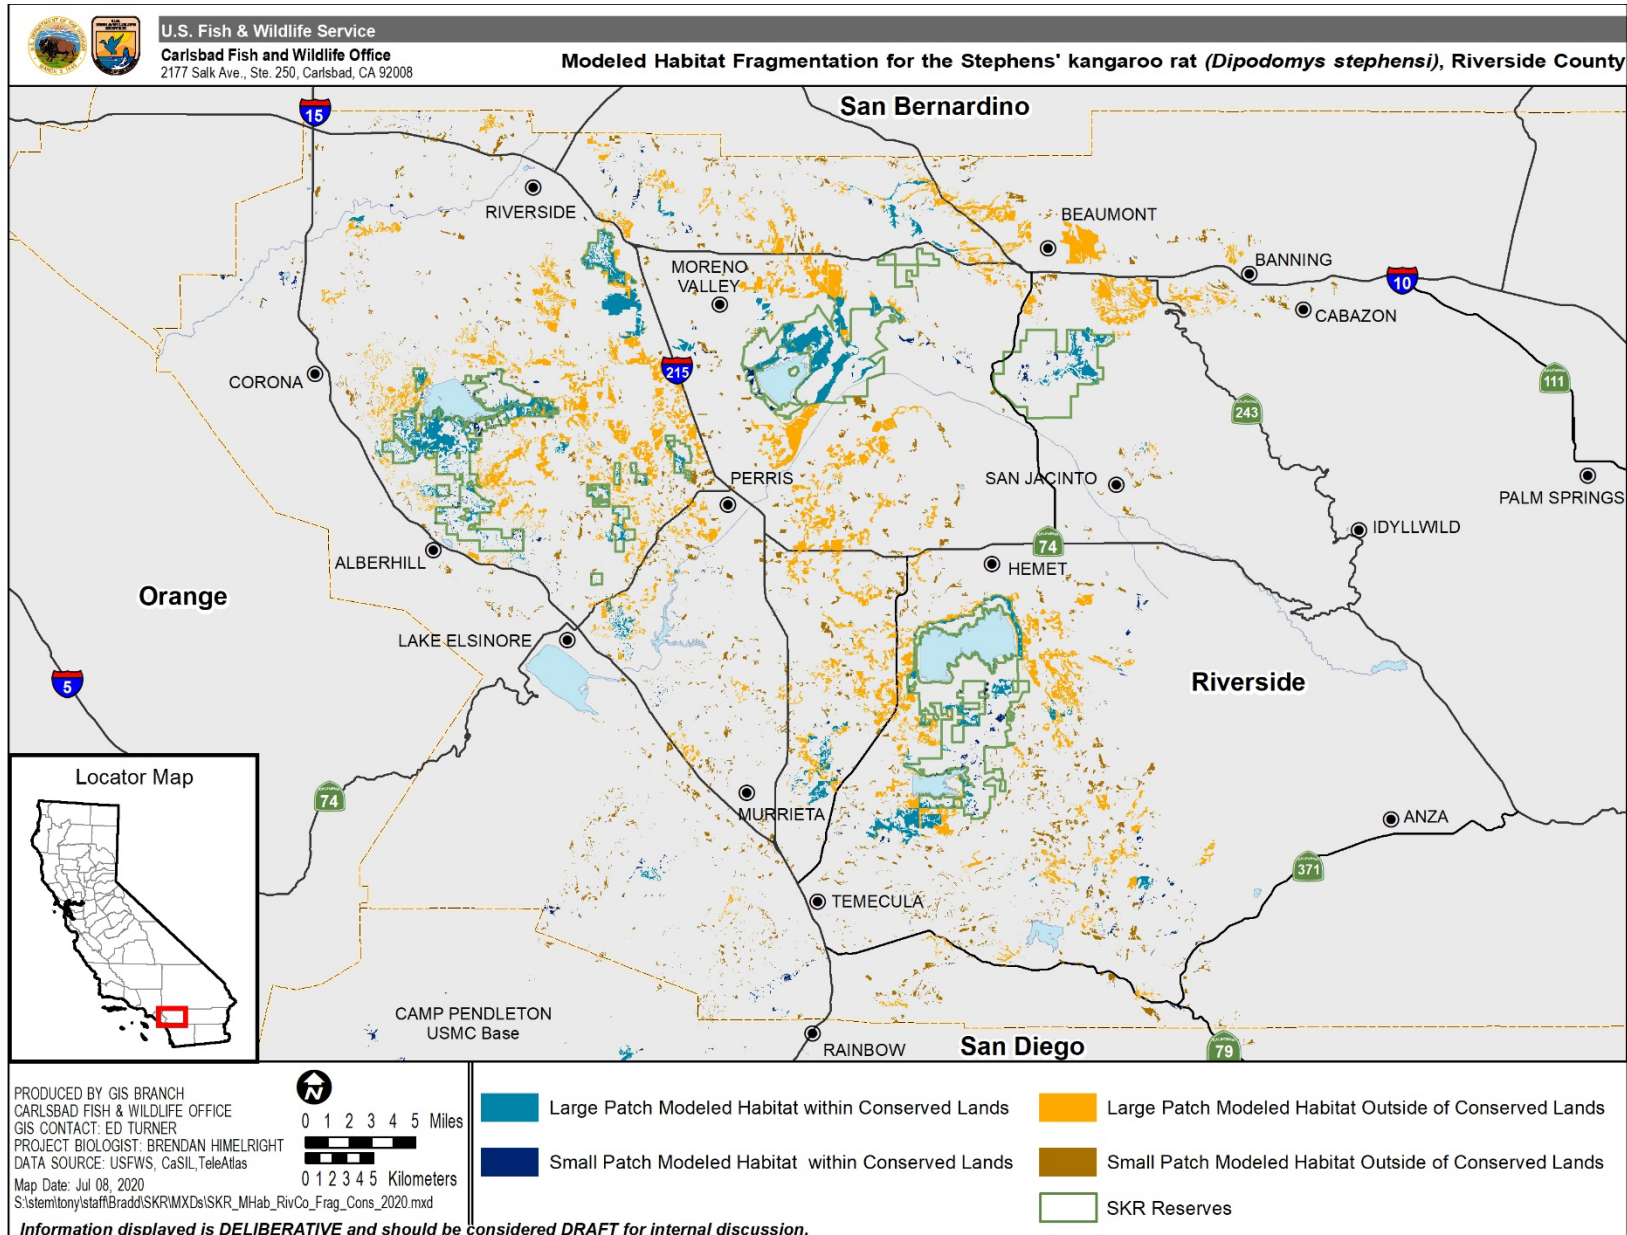 U.S. Fish & Wildlife Service
Carlsbad Fish and Wildlife Office
2177 Salk Ave., Ste. 250, Carlsbad, CA 92008
Modeled Habitat Fragmentation for the Stephens' kangaroo rat (Dipodomys stephensi), Riverside County
San Bernardino
15
RIVERSIDE
BEAUMONT
BANNING
MORENO
VALLEY
10
CABAZON
215
CORONA
111
243
PERRIS
SAN JACINTO
PALM SPRINGS
IDYLLWILD
74
ALBERHILL
HEMET
Orange
LAKE ELSINORE
Riverside
5
Locator Map
74
MURRIETA
ANZA
371
TEMECULA
CAMP PENDLETON
USMC Base
RAINBOW
San Diego
79
PRODUCED BY GIS BRANCH
CARLSBAD FISH & WILDLIFE OFFICE
GIS CONTACT: ED TURNER
PROJECT BIOLOGIST: BRENDAN HIMELRIGHT
DATA SOURCE: USFWS, CaSIL,TeleAtlas
Map Date: Jul 08, 2020
S:\stem\tony\staff\Bradd\SKR\MXDs\SKR_MHab_RivCo_Frag_Cons_2020.mxd
N
0 1 2 3 4 5 Miles
0 1 2 3 4 5 Kilometers
Large Patch Modeled Habitat within Conserved Lands
Small Patch Modeled Habitat within Conserved Lands
Large Patch Modeled Habitat Outside of Conserved Lands
Small Patch Modeled Habitat Outside of Conserved Lands
SKR Reserves
Information displayed is DELIBERATIVE and should be considered DRAFT for internal discussion.